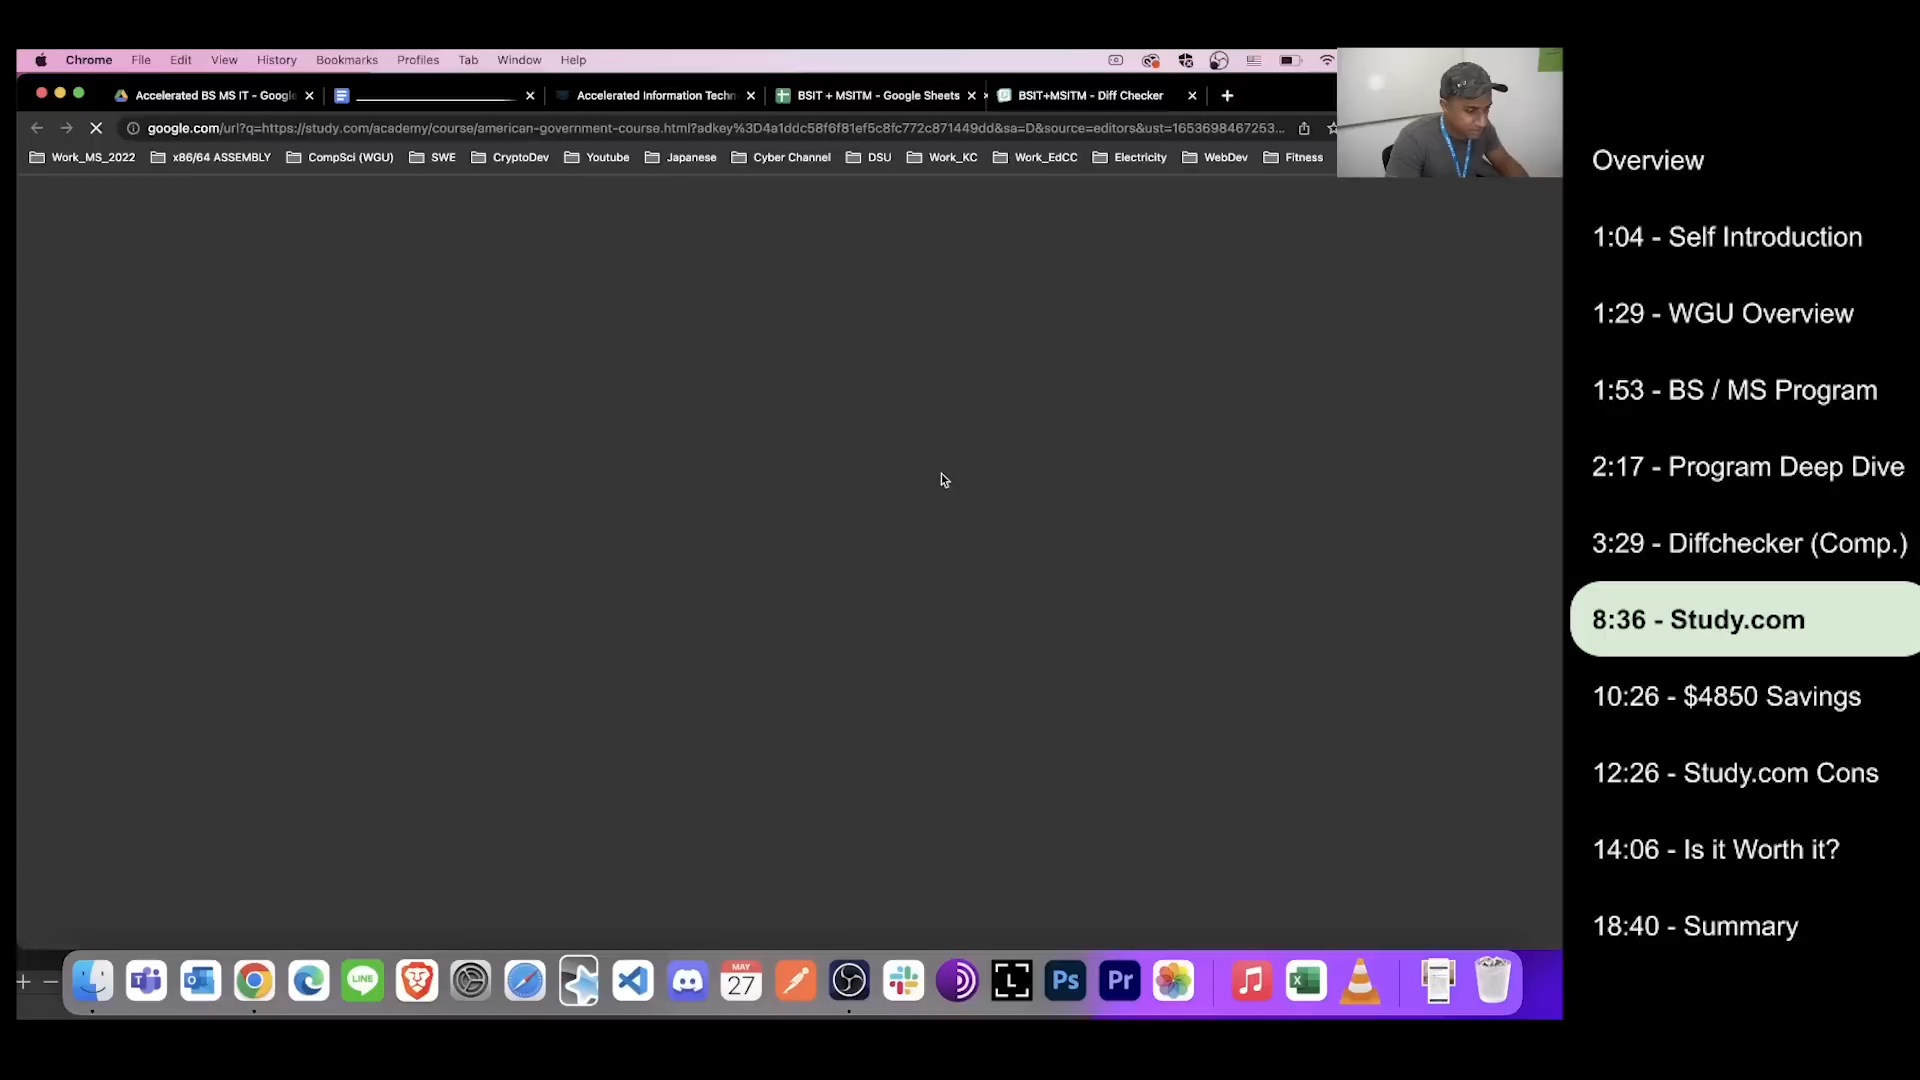 Chrome File Edit View History Bookmarks Profiles Tab Window Help
Accelerated BS MS IT - Google
Accelerated Information Techn
BSIT + MSITM - Google Sheets
BSIT+MSITM - Diff Checker
google.com/url?q=https://study.com/academy/course/american-government-course.html?adkey%3D4a1ddc58f6f81ef5c8fc772c871449dd&sa=D&source=editors&ust=1653698467253...
Work_MS_2022 x86/64 ASSEMBLY CompSci (WGU) SWE CryptoDev Youtube Japanese Cyber Channel DSU Work_KC Work_EdCC Electricity WebDev Fitness
Overview
1:04 - Self Introduction
1:29 - WGU Overview
1:53 - BS / MS Program
2:17 - Program Deep Dive
3:29 - Diffchecker (Comp.)
8:36 - Study.com
10:26 - $4850 Savings
12:26 - Study.com Cons
14:06 - Is it Worth it?
18:40 - Summary
LINE
MAY
27
L
Ps
Pr